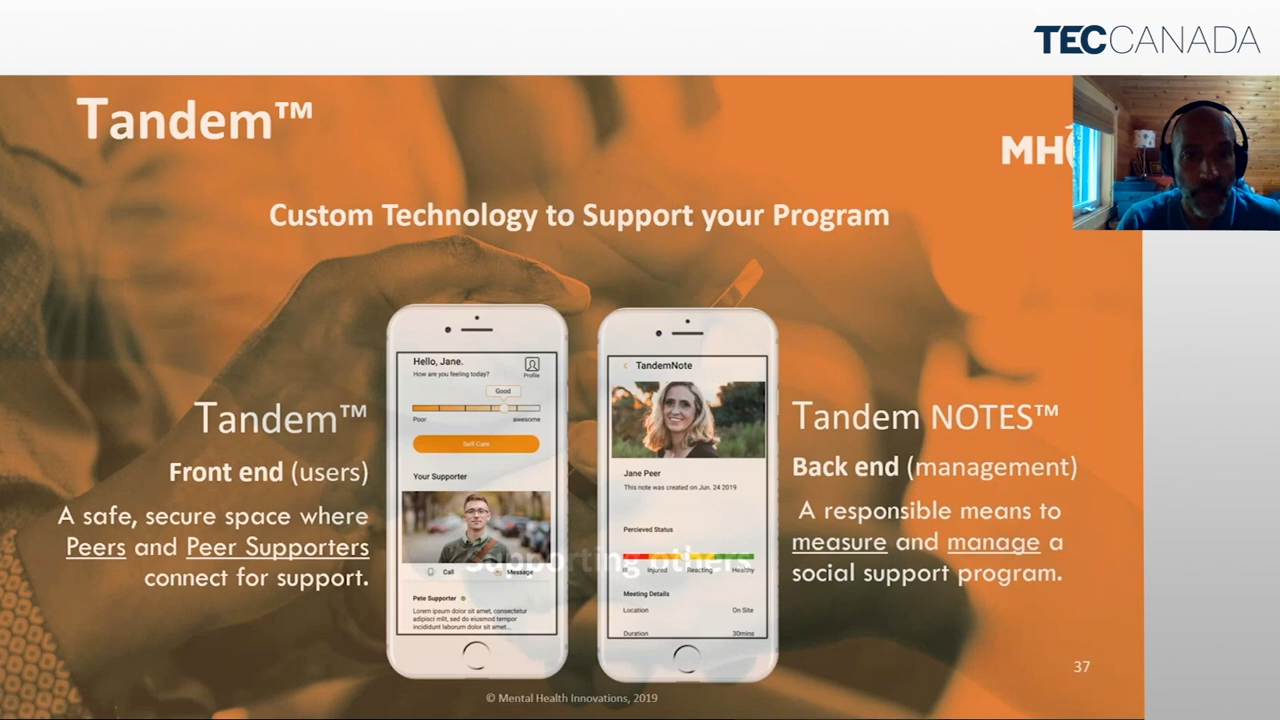 TECCANADA
Tandem™
MH
Custom Technology to Support your Program
Tandem™
Front end (users)
A safe, secure space where
Peers and Peer Supporters
connect for support.
Hello, Jane.
How are you feeling today?
Profile
Good
Poor
awesome
Self-Care
Your Supporter
Call
Message
Pete Supporter
Lorem ipsum dolor sit amet, consectetur
adipisci mlit, sed do eiusmod tempor
incididunt laborum dolor sit amet...
TandemNote
Jane Peer
This note was created on Jun. 24 2019
Percieved Status
Ill
Injured
Reacting
Healthy
Meeting Details
Location
On Site
Duration
30mins
Supporting others
Tandem NOTES™
Back end (management)
A responsible means to
measure and manage a
social support program.
37
© Mental Health Innovations, 2019